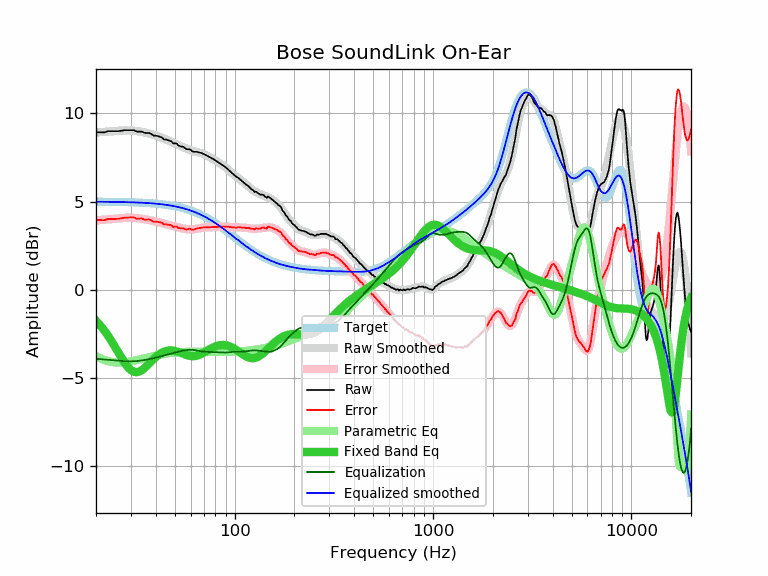 Bose SoundLink On-Ear
10
5
0
−5
−10
Amplitude (dBr)
Target
Raw Smoothed
Error Smoothed
Raw
Error
Parametric Eq
Fixed Band Eq
Equalization
Equalized smoothed
100
1000
10000
Frequency (Hz)